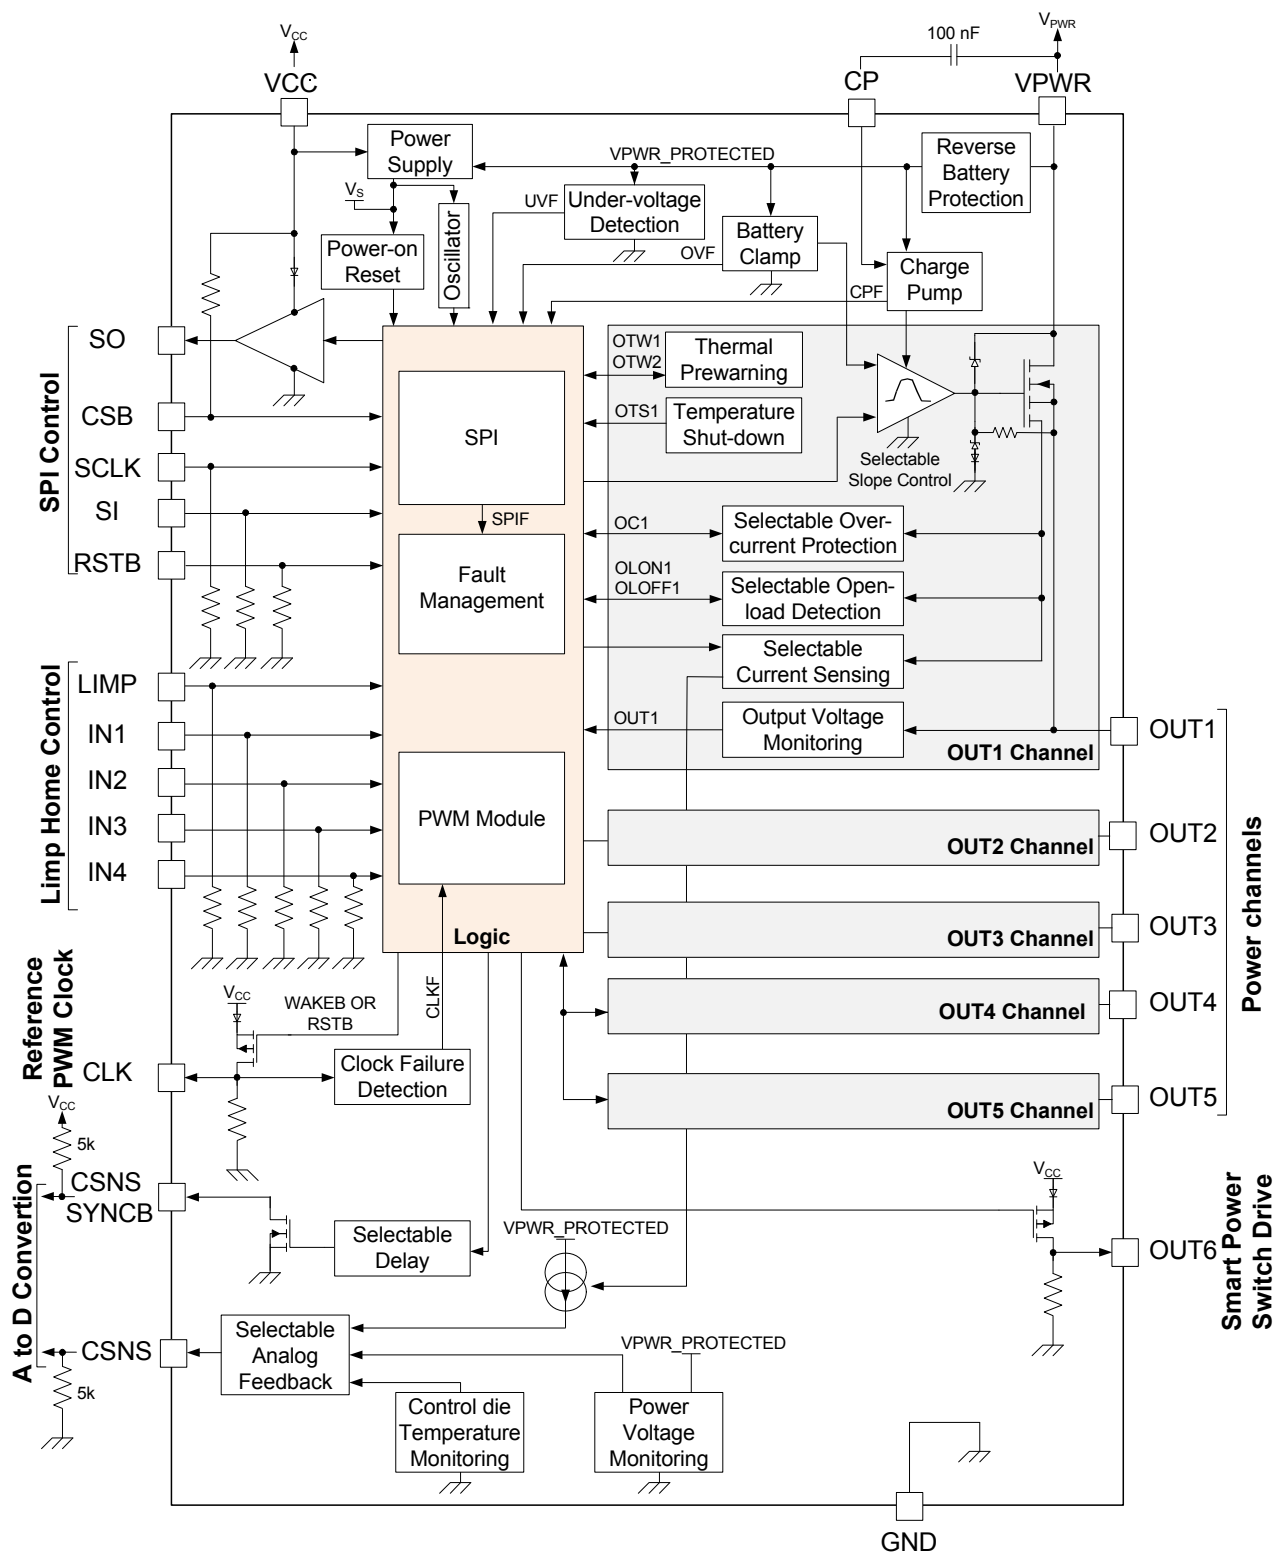 V_CC
100 nF
V_PWR
VCC
CP
VPWR
Power
Supply
VPWR_PROTECTED
Reverse
Battery
Protection
V_S
Oscillator
UVF
Under-voltage
Detection
Power-on
Reset
OVF
Battery
Clamp
Charge
Pump
CPF
SPI Control
SO
CSB
SCLK
SI
RSTB
SPI
SPIF
Fault
Management
OTW1
OTW2
Thermal
Prewarning
OTS1
Temperature
Shut-down
Selectable
Slope Control
OC1
Selectable Over-
current Protection
OLON1
OLOFF1
Selectable Open-
load Detection
Selectable
Current Sensing
OUT1
Output Voltage
Monitoring
OUT1 Channel
Limp Home Control
LIMP
IN1
IN2
IN3
IN4
PWM Module
Logic
OUT2 Channel
OUT3 Channel
OUT4 Channel
OUT5 Channel
OUT1
OUT2
OUT3
OUT4
OUT5
Power channels
Reference
PWM Clock
V_CC
WAKEB OR
RSTB
CLKF
CLK
Clock Failure
Detection
V_CC
5k
A to D Convertion
CSNS
SYNCB
Selectable
Delay
VPWR_PROTECTED
V_CC
OUT6
Smart Power
Switch Drive
CSNS
5k
Selectable
Analog
Feedback
VPWR_PROTECTED
Control die
Temperature
Monitoring
Power
Voltage
Monitoring
GND